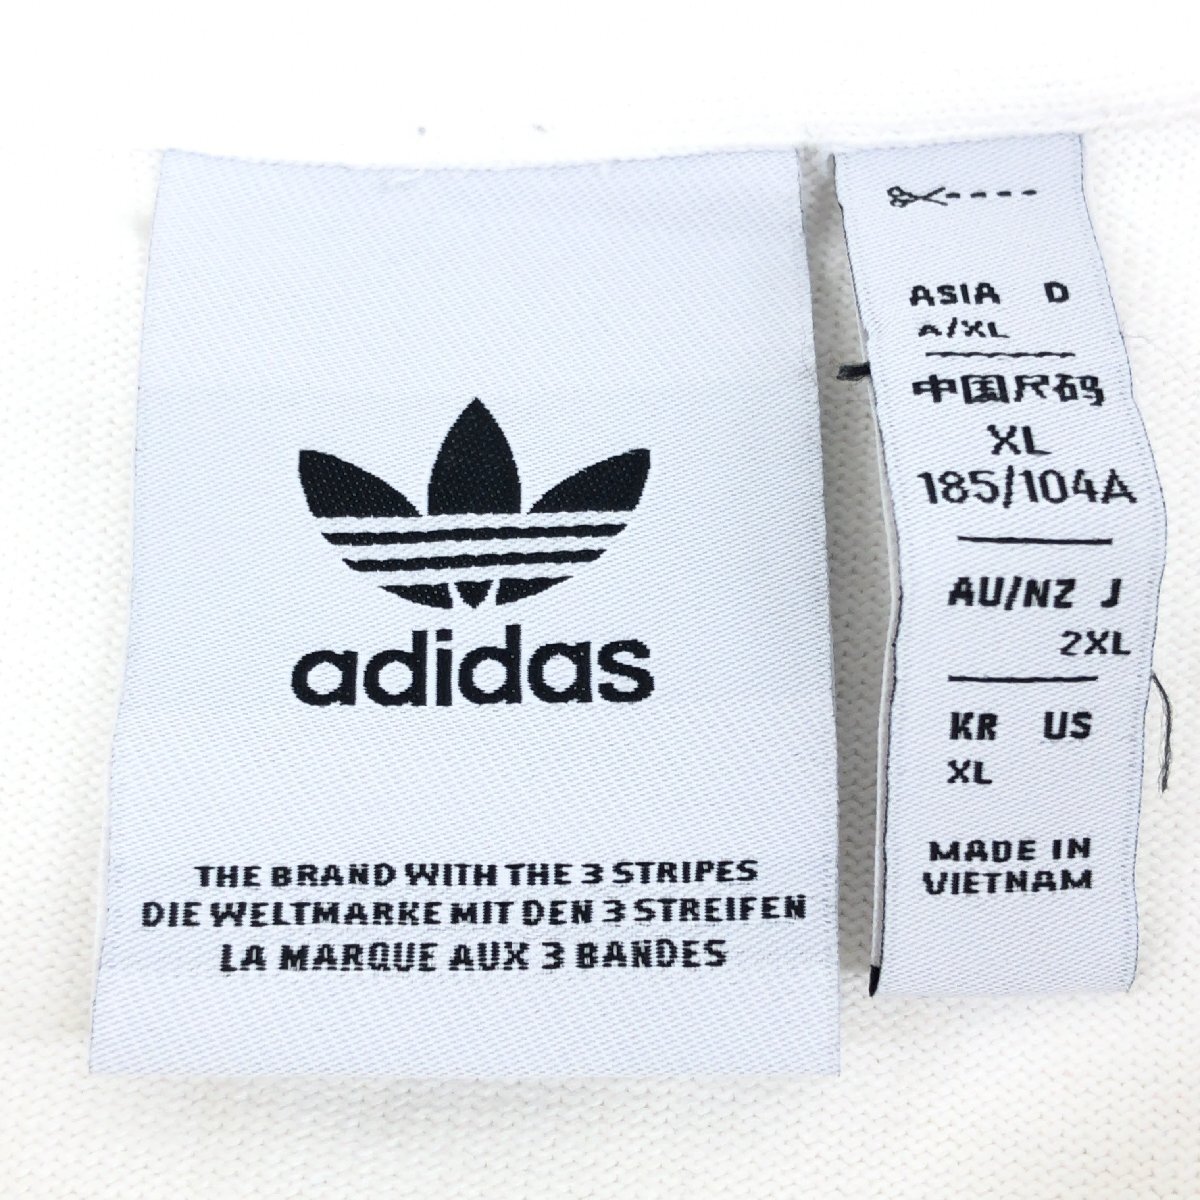 adidas
THE BRAND WITH THE 3 STRIPES
DIE WELTMARKE MIT DEN 3 STREIFEN
LA MARQUE AUX 3 BANDES
ASIA D
A/XL
中国尺码
XL
185/104A
AU/NZ J
2XL
KR US
XL
MADE IN
VIETNAM